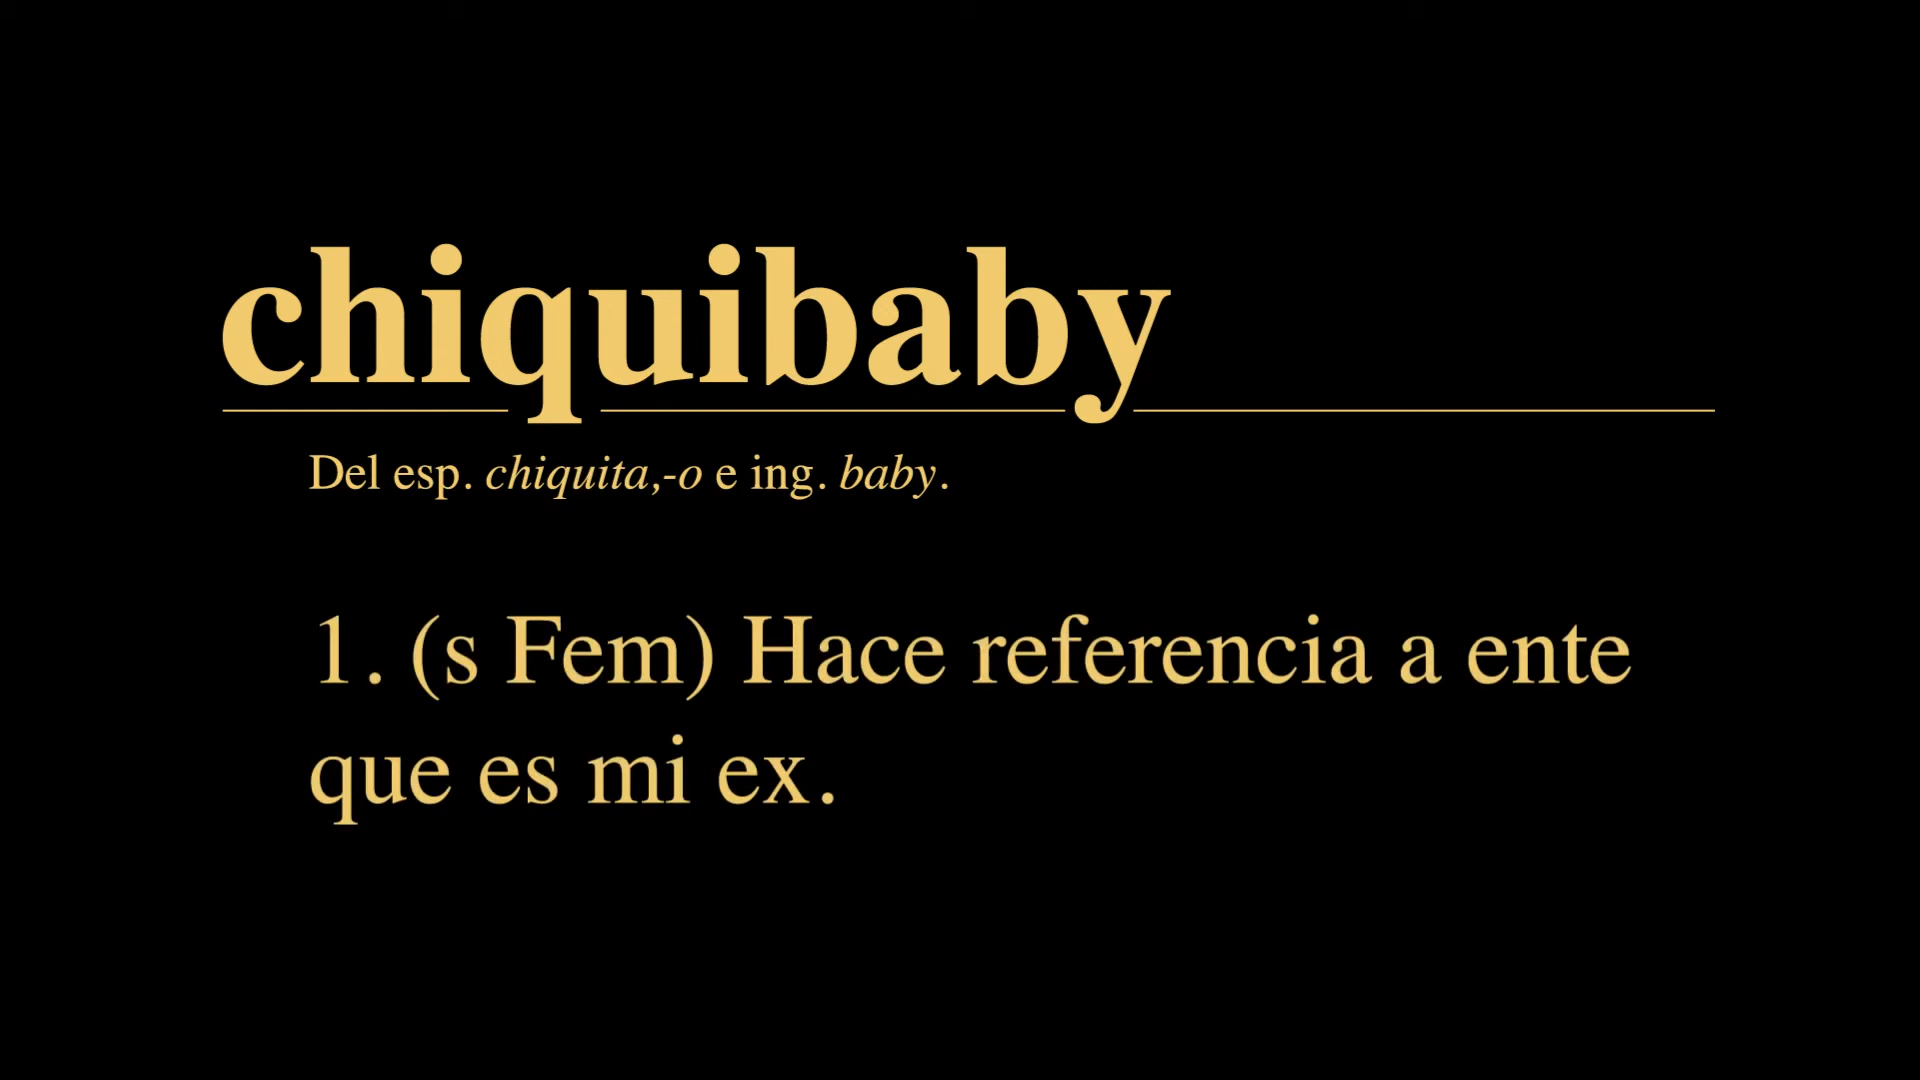 chiquibaby
Del esp. chiquita,-o e ing. baby.
1. (s Fem) Hace referencia a ente
que es mi ex.